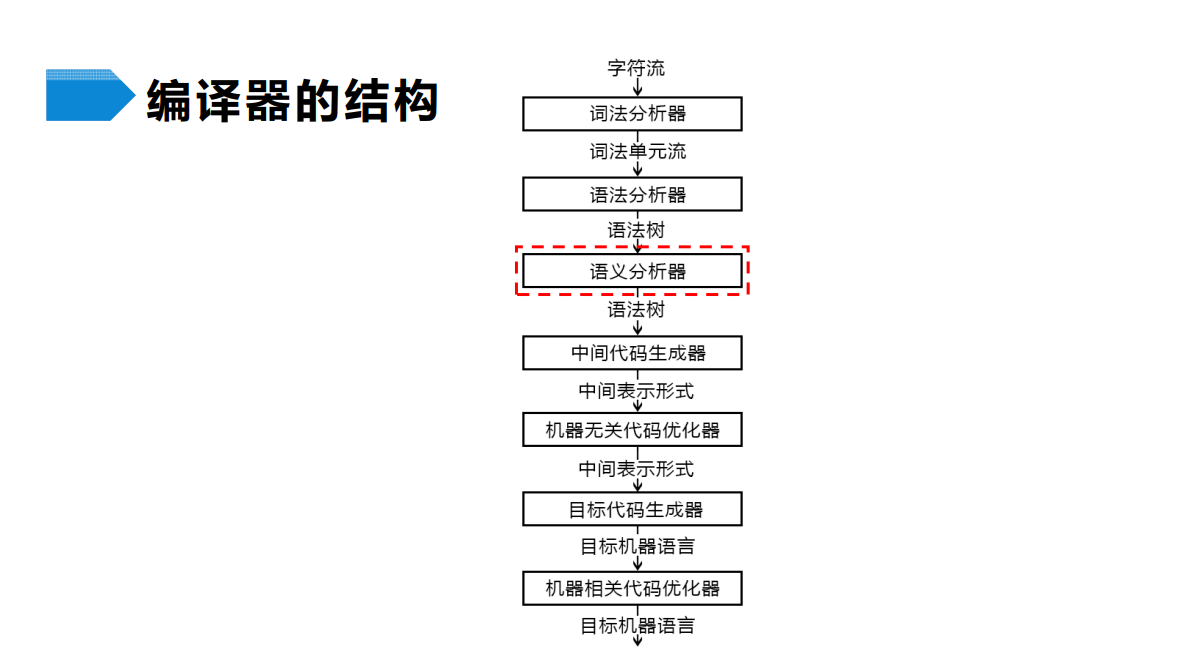 编译器的结构
字符流
词法分析器
词法单元流
语法分析器
语法树
语义分析器
语法树
中间代码生成器
中间表示形式
机器无关代码优化器
中间表示形式
目标代码生成器
目标机器语言
机器相关代码优化器
目标机器语言